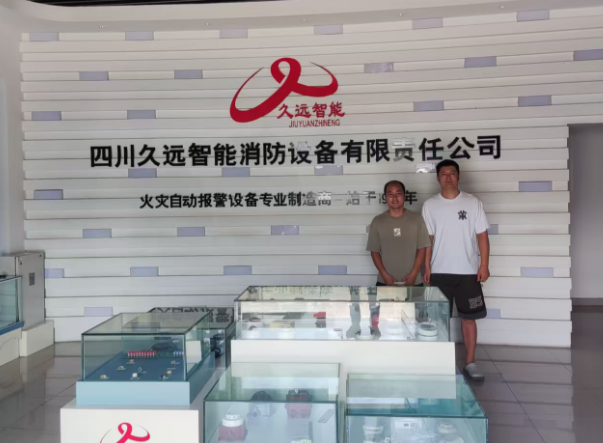 久远智能
JIUYUANZHINENG
四川久远智能消防设备有限责任公司
火灾自动报警设备专业制造商
年